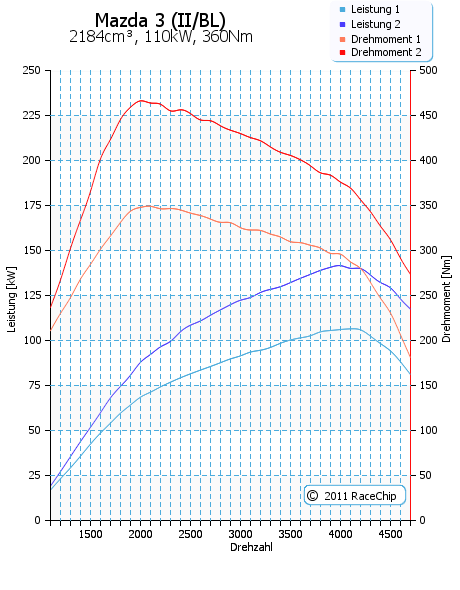 Mazda 3 (II/BL)
2184cm³, 110kW, 360Nm
Leistung 1
Leistung 2
Drehmoment 1
Drehmoment 2
250 500
225 450
200 400
175 350
150 300
125 250
100 200
75 150
50 100
25 50
0 0
Leistung [kW]
Drehmoment [Nm]
© 2011 RaceChip
1500 2000 2500 3000 3500 4000 4500
Drehzahl